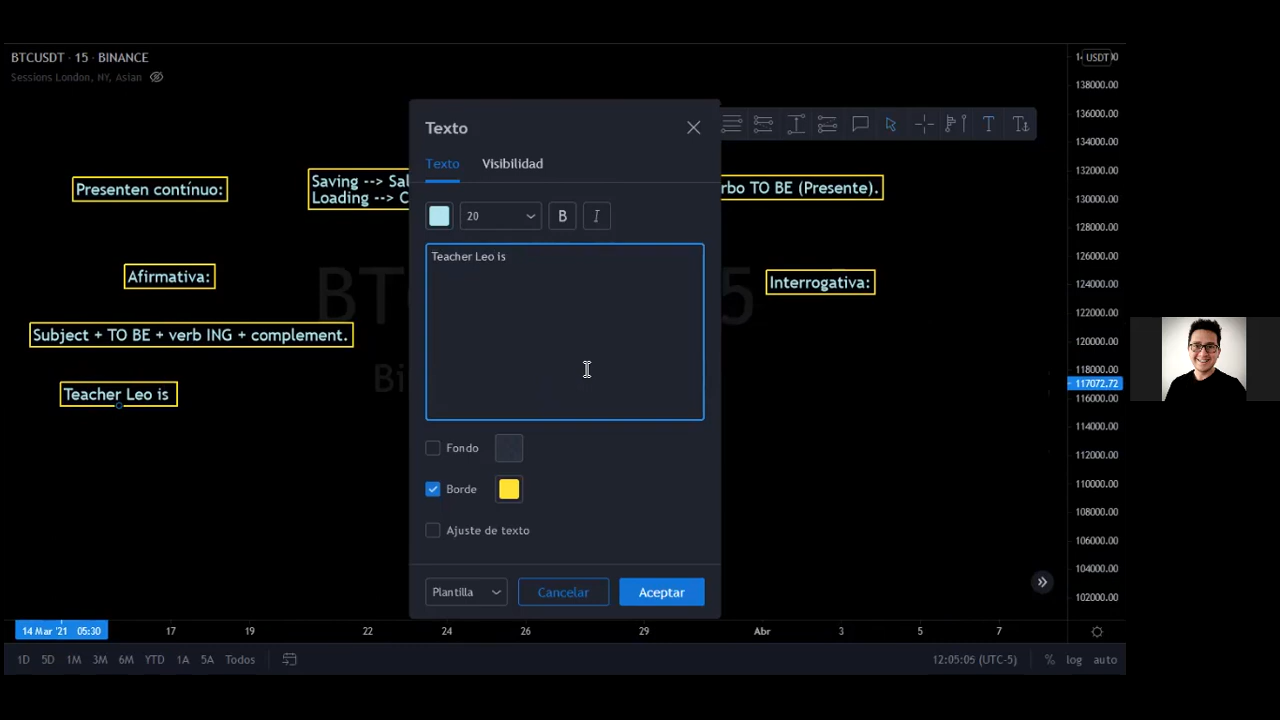 BTCUSDT · 15 · BINANCE
Sessions London, NY, Asian
USDT
138000.00
136000.00
134000.00
132000.00
130000.00
128000.00
126000.00
124000.00
122000.00
120000.00
118000.00
117072.72
116000.00
114000.00
112000.00
110000.00
108000.00
106000.00
104000.00
102000.00
Presenten contínuo:
Saving --> Sal
Loading --> C
rbo TO BE (Presente).
Afirmativa:
Interrogativa:
Subject + TO BE + verb ING + complement.
Teacher Leo is
Texto
Texto Visibilidad
20 B I
Teacher Leo is
Fondo
Borde
Ajuste de texto
Plantilla Cancelar Aceptar
14 Mar '21 05:30 17 19 22 24 26 29 Abr 3 5 7
1D 5D 1M 3M 6M YTD 1A 5A Todos 12:05:06 (UTC-5) % log auto